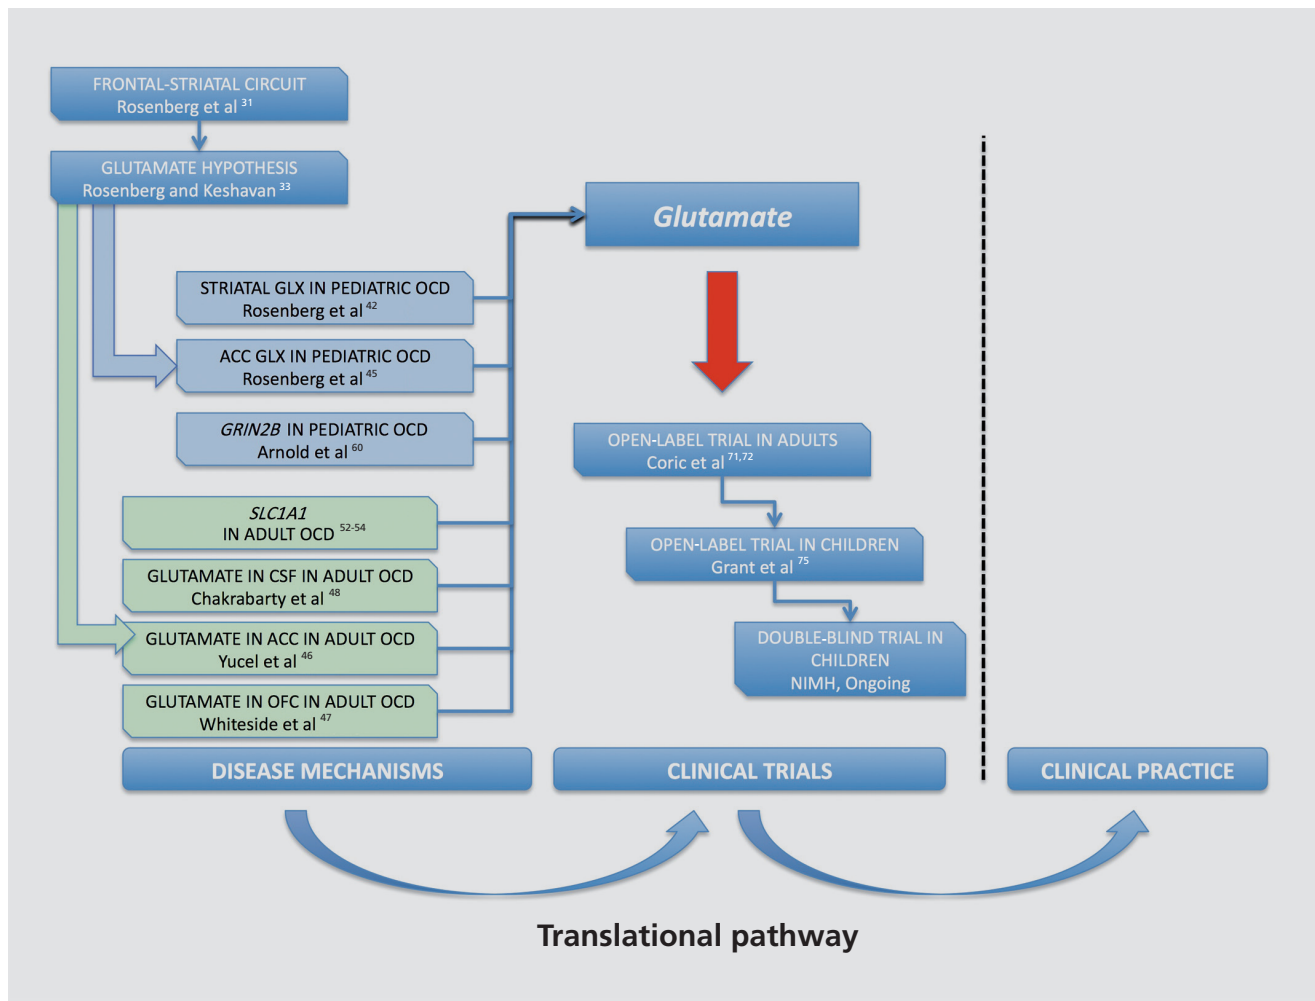 FRONTAL-STRIATAL CIRCUIT
Rosenberg et al 31
GLUTAMATE HYPOTHESIS
Rosenberg and Keshavan 33
Glutamate
STRIATAL GLX IN PEDIATRIC OCD
Rosenberg et al 42
ACC GLX IN PEDIATRIC OCD
Rosenberg et al 45
GRIN2B IN PEDIATRIC OCD
Arnold et al 60
SLC1A1
IN ADULT OCD 52-54
GLUTAMATE IN CSF IN ADULT OCD
Chakrabarty et al 48
GLUTAMATE IN ACC IN ADULT OCD
Yucel et al 46
GLUTAMATE IN OFC IN ADULT OCD
Whiteside et al 47
OPEN-LABEL TRIAL IN ADULTS
Coric et al 71,72
OPEN-LABEL TRIAL IN CHILDREN
Grant et al 75
DOUBLE-BLIND TRIAL IN
CHILDREN
NIMH, Ongoing
DISEASE MECHANISMS
CLINICAL TRIALS
CLINICAL PRACTICE
Translational pathway